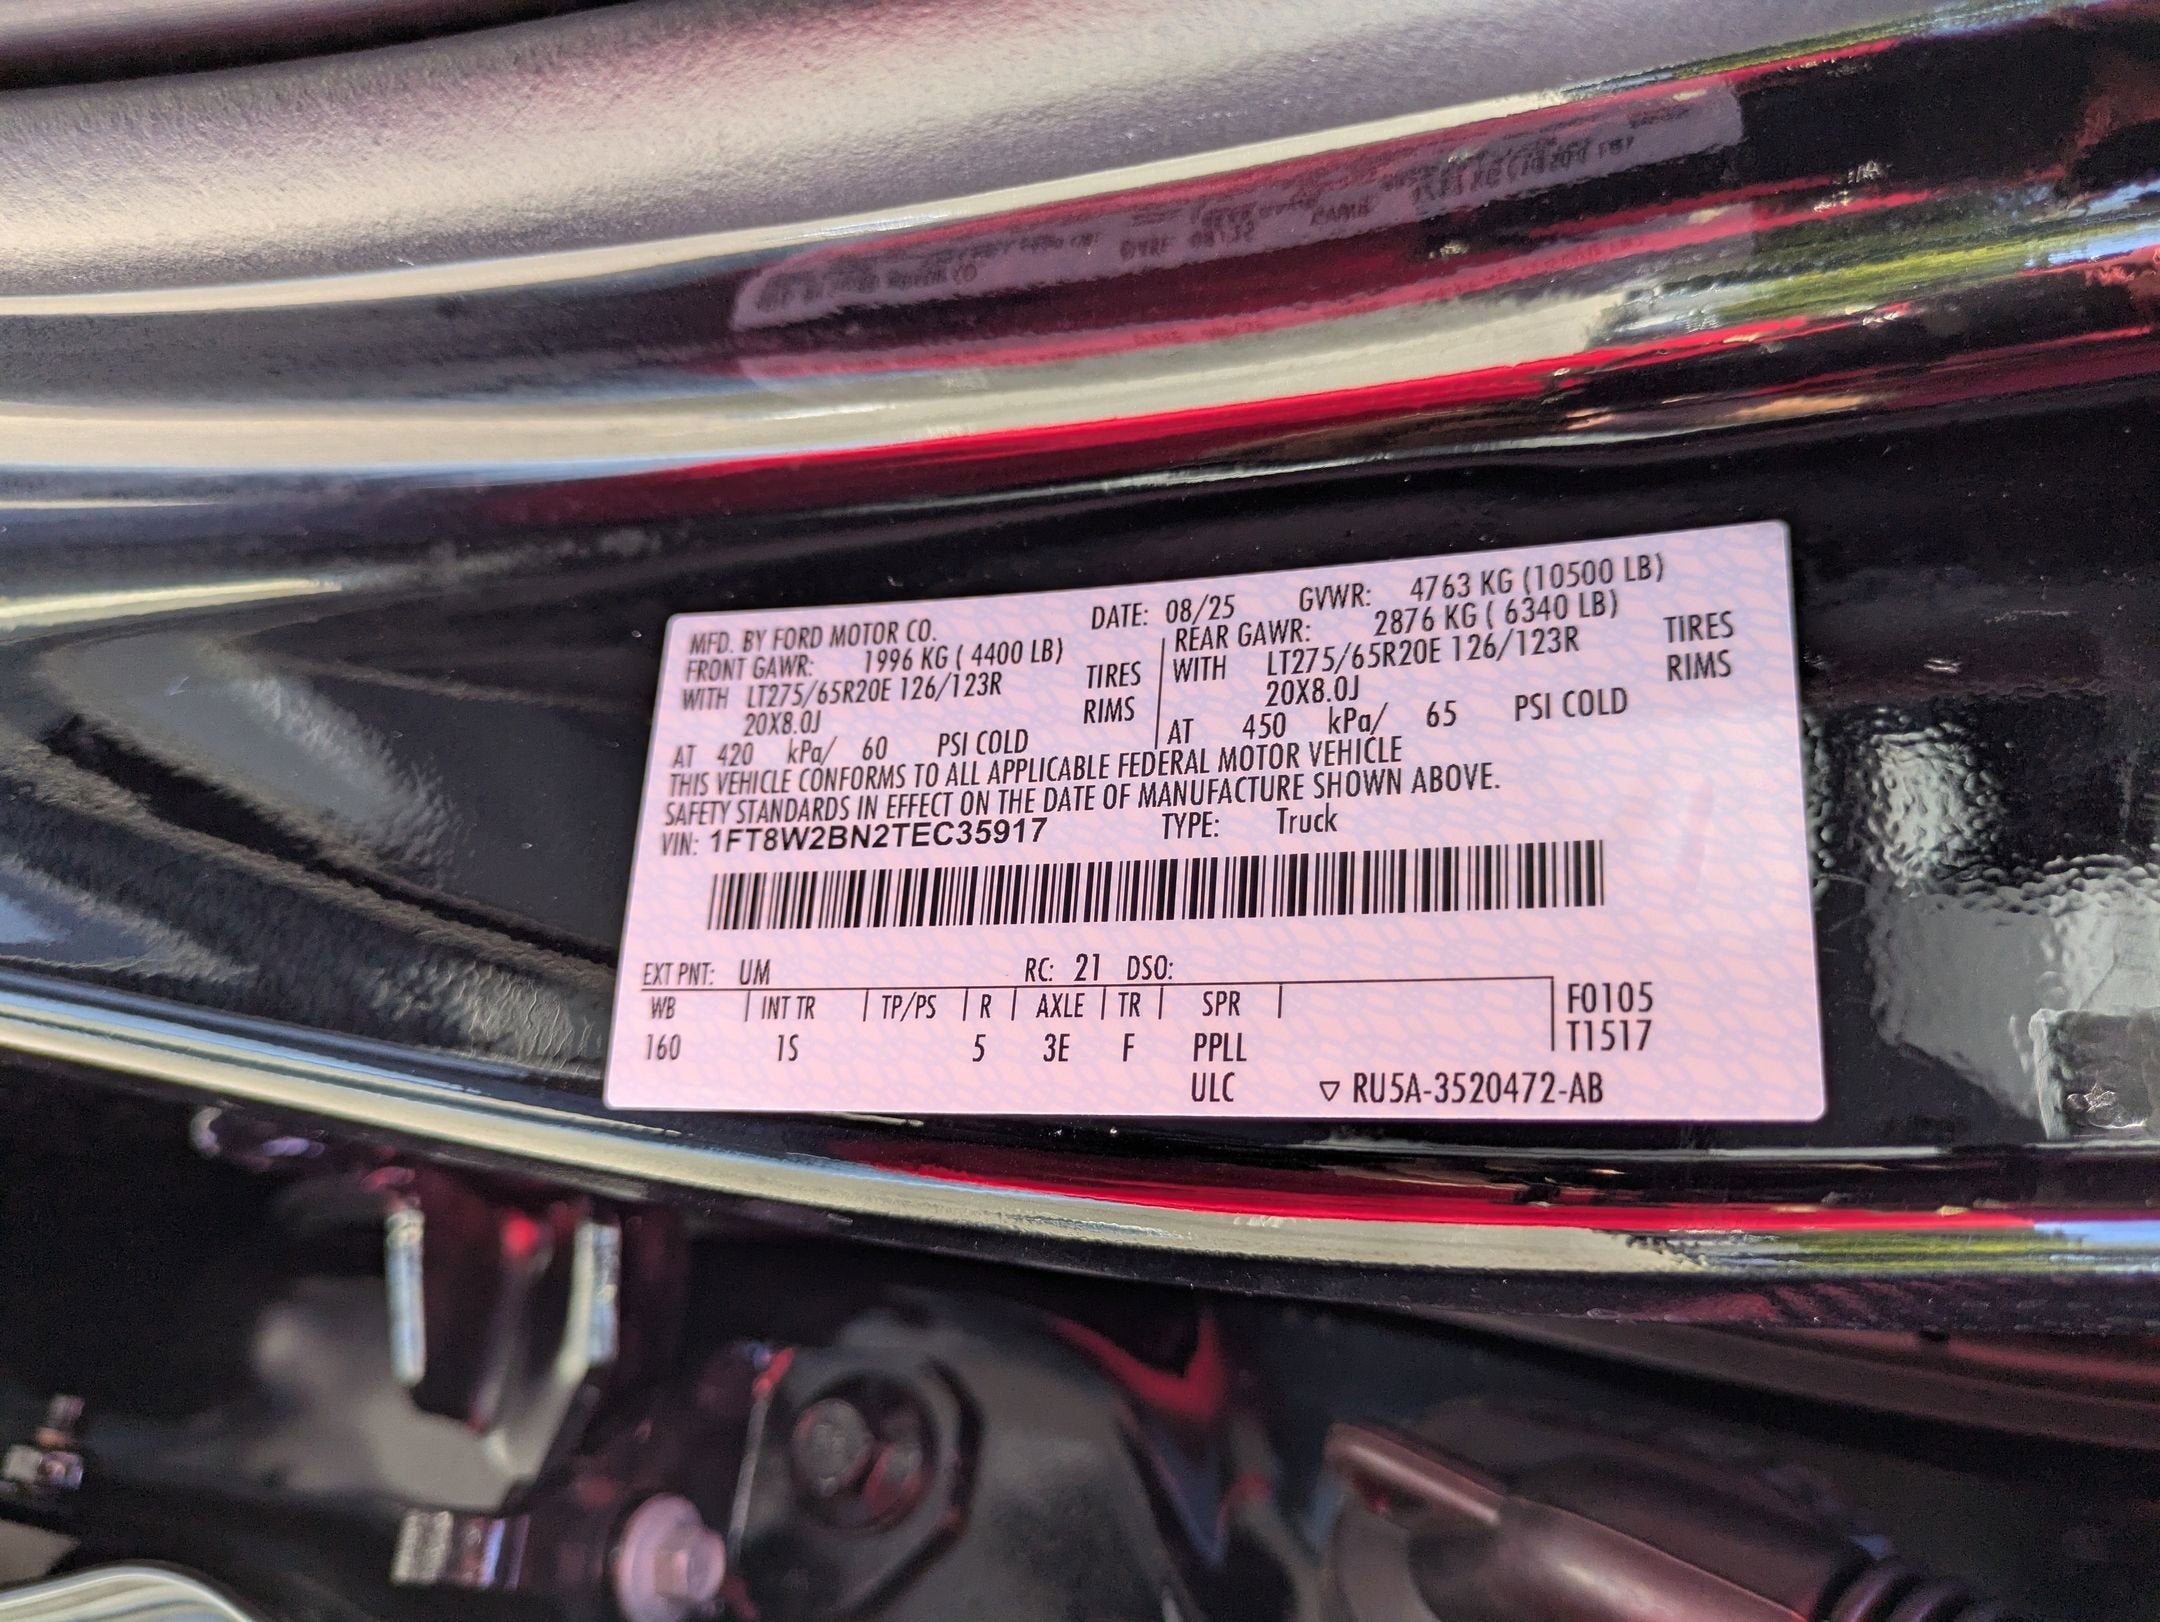 MFD. BY FORD MOTOR CO. DATE: 08/25 GVWR: 4763 KG (10500 LB)
FRONT GAWR: 1996 KG ( 4400 LB) REAR GAWR: 2876 KG ( 6340 LB)
WITH LT275/65R20E 126/123R TIRES WITH LT275/65R20E 126/123R TIRES
20X8.0J RIMS 20X8.0J RIMS
AT 420 kPa/ 60 PSI COLD AT 450 kPa/ 65 PSI COLD
THIS VEHICLE CONFORMS TO ALL APPLICABLE FEDERAL MOTOR VEHICLE
SAFETY STANDARDS IN EFFECT ON THE DATE OF MANUFACTURE SHOWN ABOVE.
VIN: 1FT8W2BN2TEC35917 TYPE: Truck
EXT PNT: UM RC: 21 DSO:
WB INT TR TP/PS R AXLE TR SPR F0105
160 1S 5 3E F PPLL T1517
ULC ▽ RU5A-3520472-AB